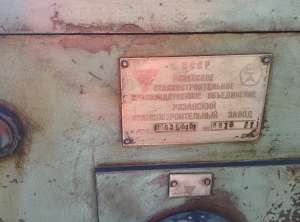 СССР
РЯЗАНСКОЕ
СТАНКОСТРОИТЕЛЬНОЕ
ПРОИЗВОДСТВЕННОЕ ОБЪЕДИНЕНИЕ
РЯЗАНСКИЙ
СТАНКОСТРОИТЕЛЬНЫЙ ЗАВОД